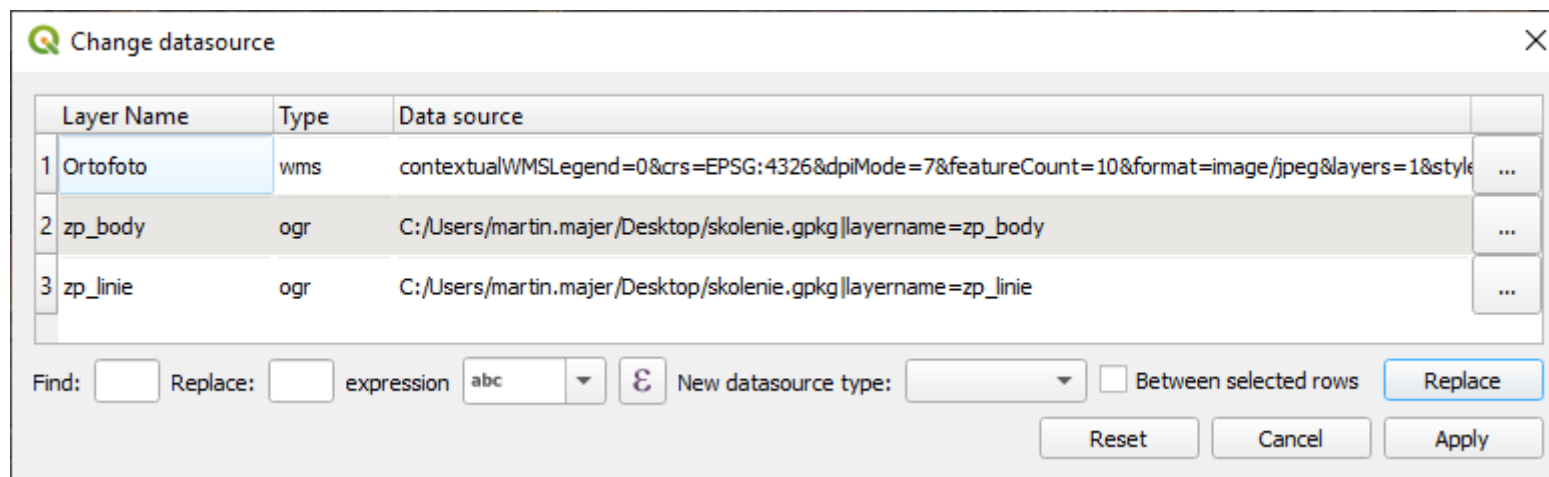 Change datasource
Layer Name Type Data source
1 Ortofoto wms contextualWMSLegend=0&crs=EPSG:4326&dpiMode=7&featureCount=10&format=image/jpeg&layers=1&style ...
2 zp_body ogr C:/Users/martin.majer/Desktop/skolenie.gpkg|layername=zp_body ...
3 zp_linie ogr C:/Users/martin.majer/Desktop/skolenie.gpkg|layername=zp_linie ...
Find: Replace: expression abc ε New datasource type: Between selected rows Replace
Reset Cancel Apply